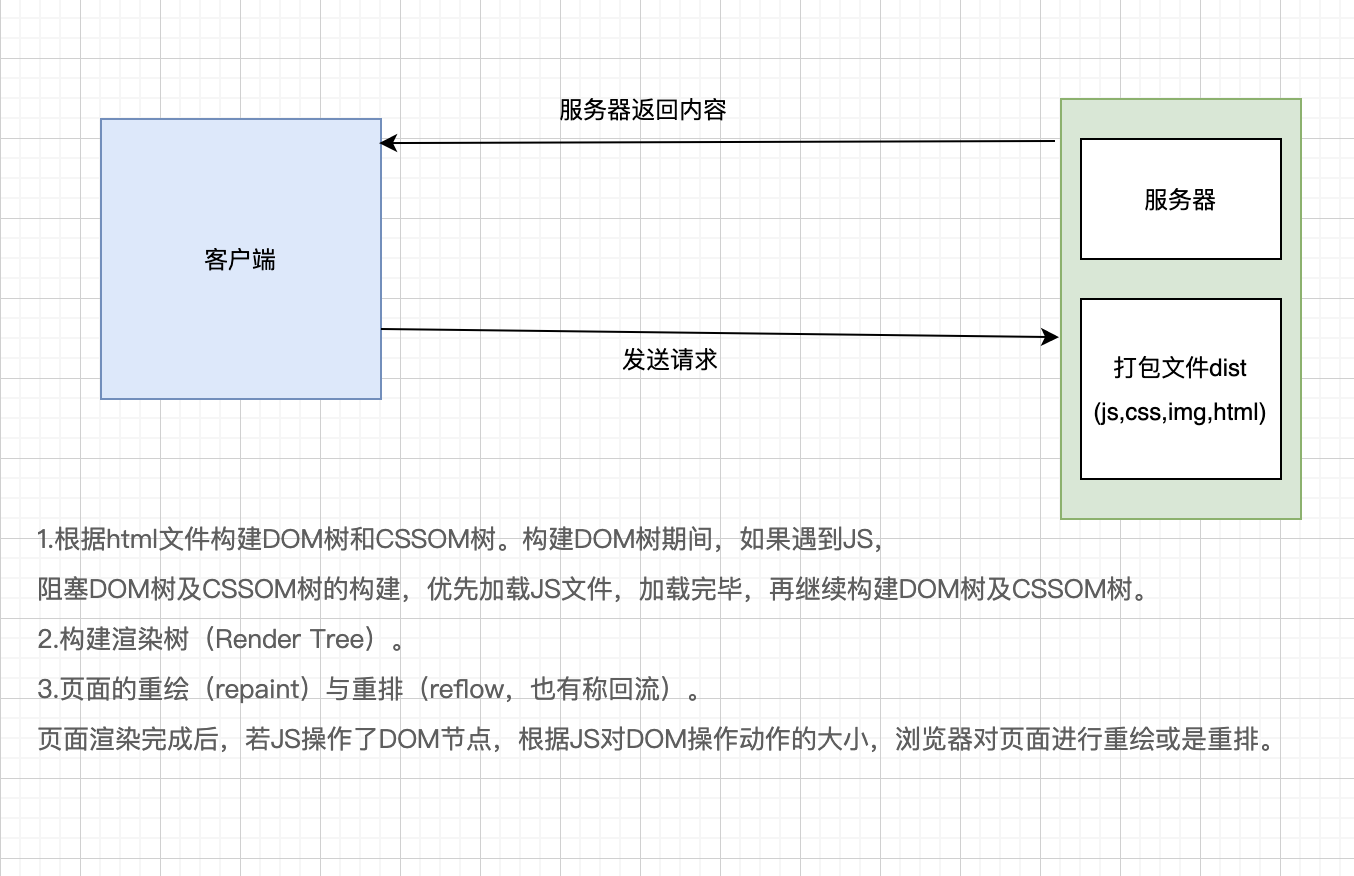 服务器返回内容
服务器
客户端
发送请求
打包文件dist
(js,css,img,html)
1.根据html文件构建DOM树和CSSOM树。构建DOM树期间，如果遇到JS，
阻塞DOM树及CSSOM树的构建，优先加载JS文件，加载完毕，再继续构建DOM树及CSSOM树。
2.构建渲染树（Render Tree）。
3.页面的重绘（repaint）与重排（reflow，也有称回流）。
页面渲染完成后，若JS操作了DOM节点，根据JS对DOM操作动作的大小，浏览器对页面进行重绘或是重排。